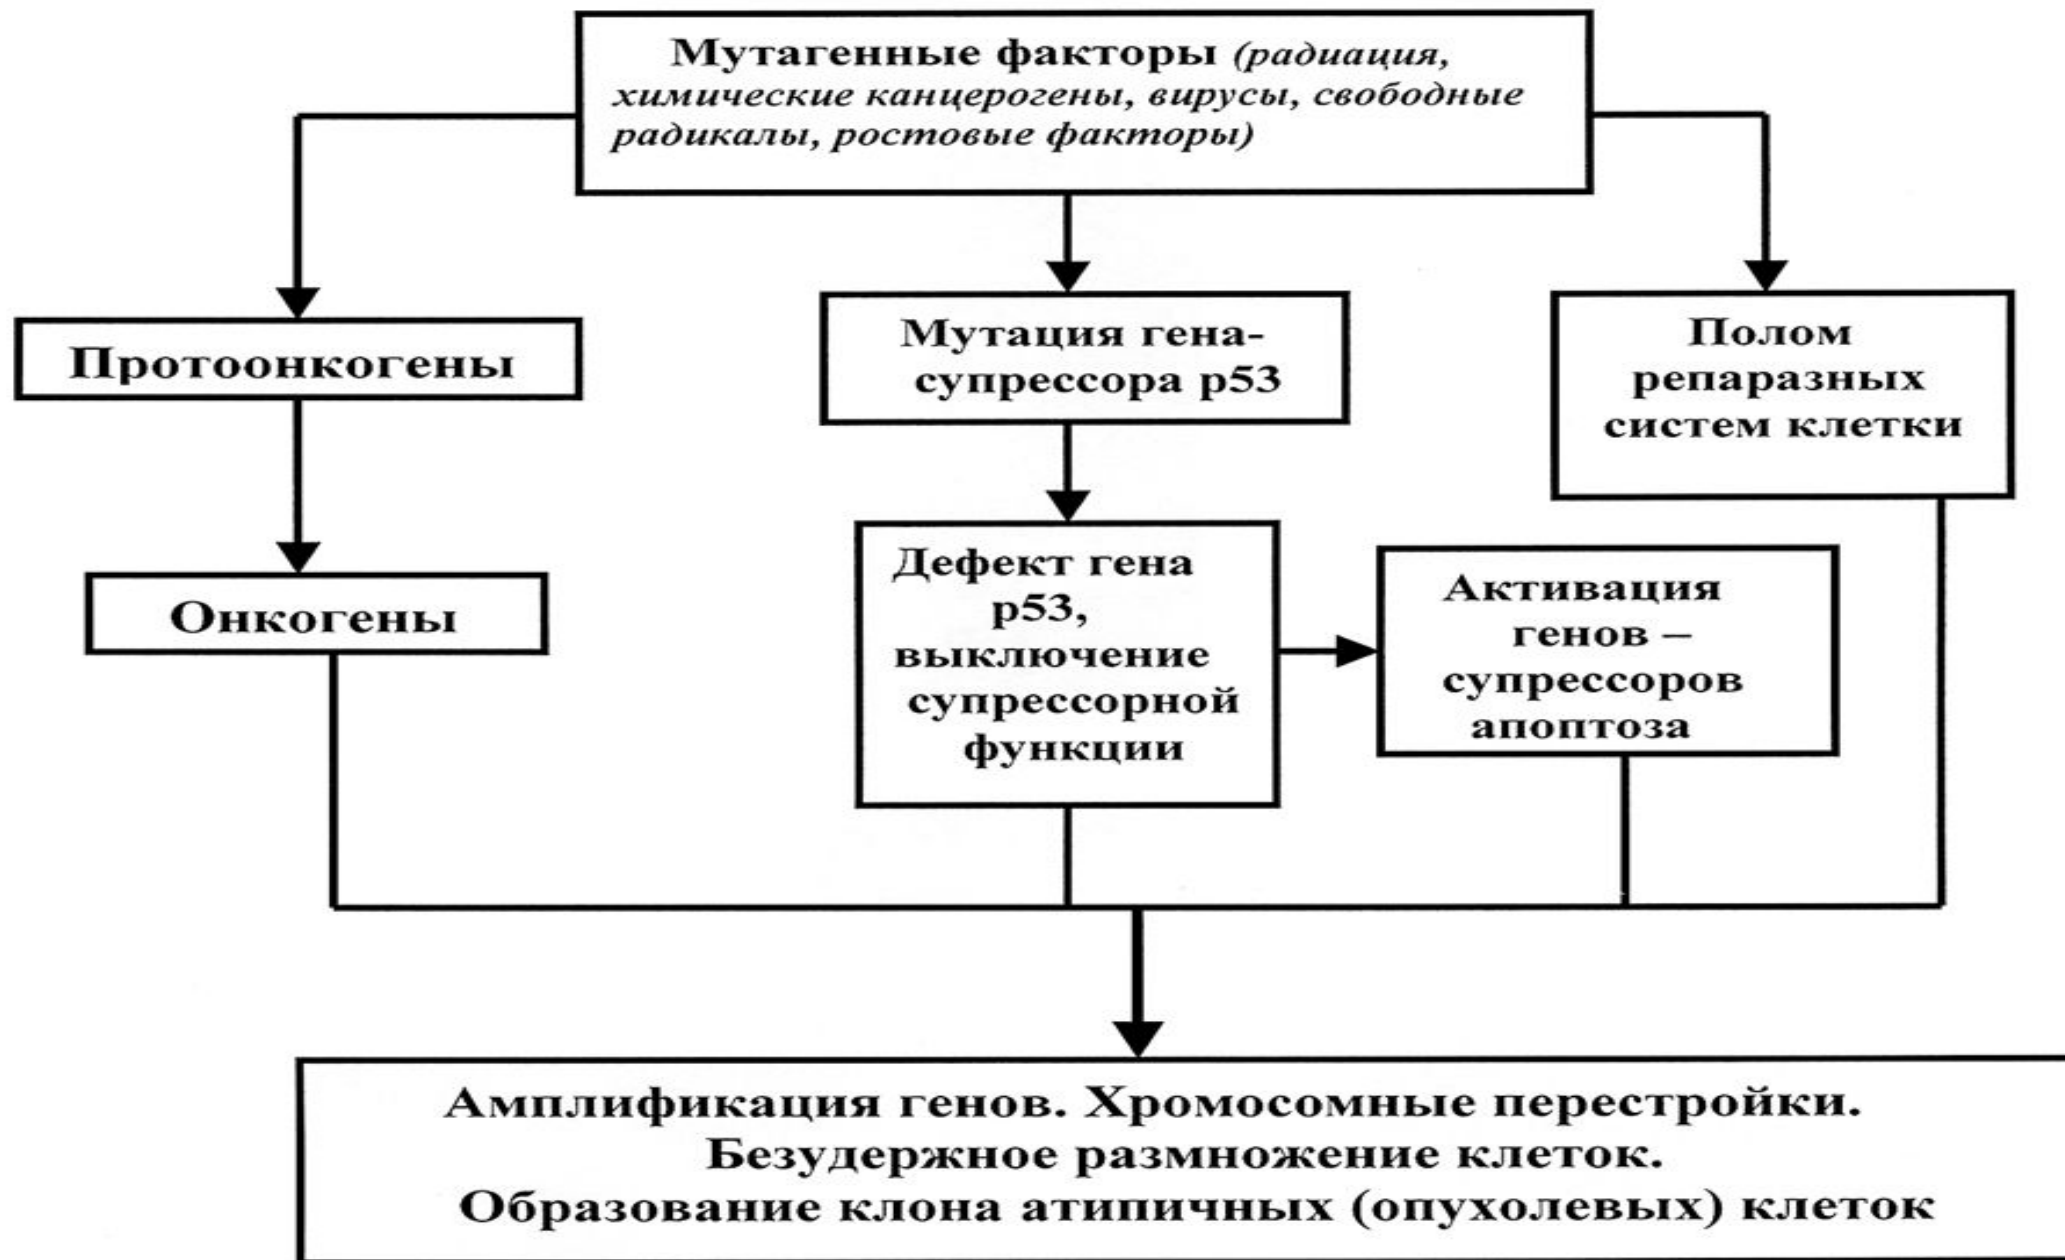 Мутагенные факторы (радиация,
химические канцерогены, вирусы, свободные
радикалы, ростовые факторы)
Протоонкогены
Мутация гена-
супрессора р53
Полом
репаразных
систем клетки
Онкогены
Дефект гена
р53,
выключение
супрессорной
функции
Активация
генов –
супрессоров
апоптоза
Амплификация генов. Хромосомные перестройки.
Безудержное размножение клеток.
Образование клона атипичных (опухолевых) клеток